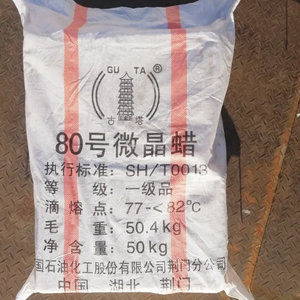 GU TA ®
古 塔
80号微晶蜡
执行标准: SH/T0013
等 级: 一级品
滴 熔 点: 77-<82℃
毛 重: 50.4kg
净 含 量: 50kg
国石油化工股份有限公司荆门分公司
中国 湖北 荆门